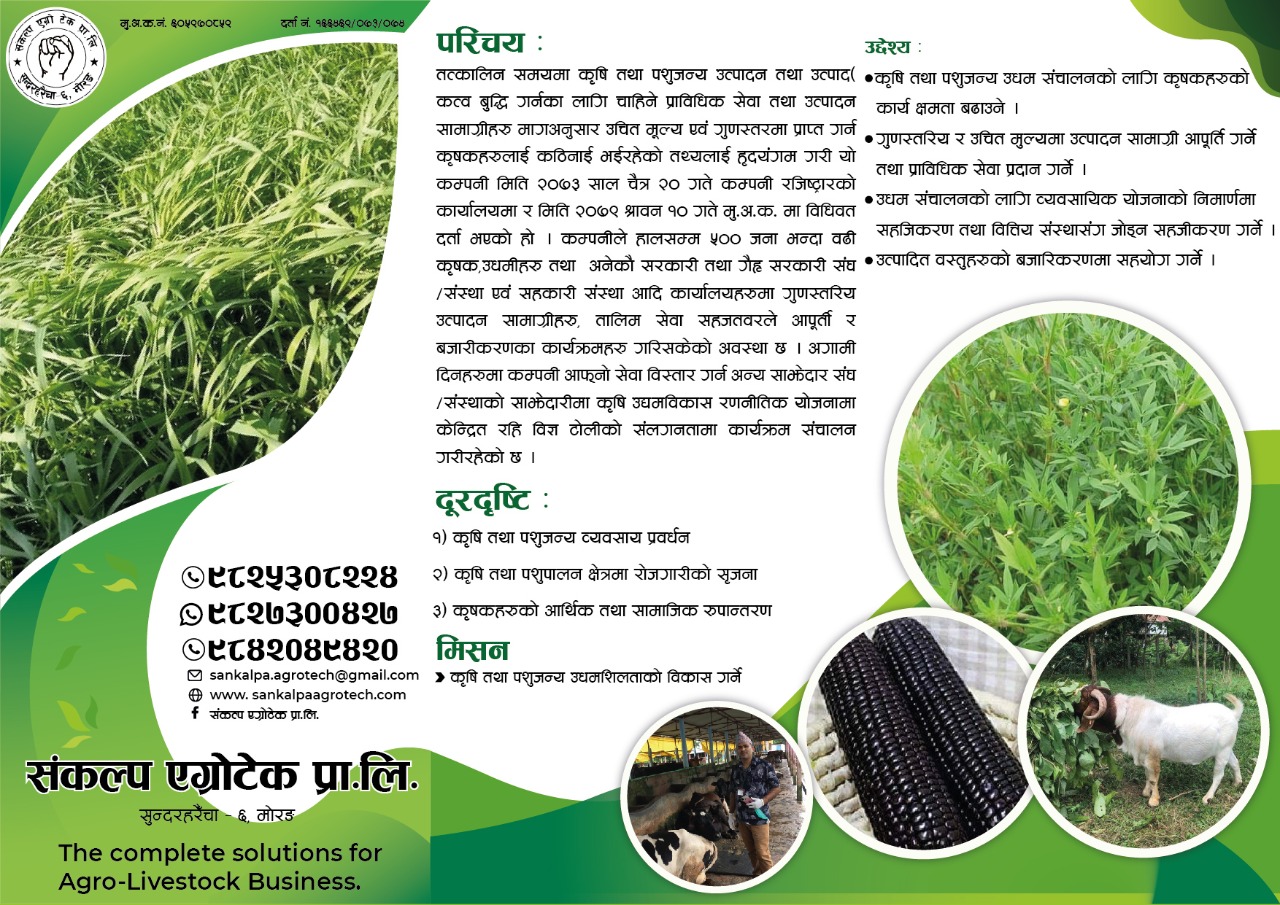 मु.अ.क.नं. ६०५९७०८५९
दर्ता नं. १६६४६९/०७३/०७४
संकल्प एग्रो टेक प्रा.लि.
सुन्दरहरैचा ६, मोरङ
परिचय :
तत्कालिन समयमा कृषि तथा पशुजन्य उत्पादन तथा उत्पाद(
कत्व बुद्धि गर्नका लागि चाहिने प्राविधिक सेवा तथा उत्पादन
सामाग्रीहरु मागअनुसार उचित मूल्य एवं गुणस्तरमा प्राप्त गर्न
कृषकहरुलाई कठिनाई भईरहेको तथ्यलाई हृदयंगम गरी यो
कम्पनी मिति २०७३ साल चैत्र २० गते कम्पनी रजिष्ट्रारको
कार्यालयमा र मिति २०७९ श्रावन १० गते मु.अ.क. मा विधिवत
दर्ता भएको हो । कम्पनीले हालसम्म ५०० जना भन्दा वढी
कृषक,उधमीहरु तथा अनेकौ सरकारी तथा गैह्र सरकारी संघ
/संस्था एवं सहकारी संस्था आदि कार्यालयहरुमा गुणस्तरिय
उत्पादन सामाग्रीहरु, तालिम सेवा सहजतवरले आपूर्ती र
बजारीकरणका कार्यक्रमहरु गरिसकेको अवस्था छ । अगामी
दिनहरुमा कम्पनी आफ्नो सेवा विस्तार गर्न अन्य साझेदार संघ
/संस्थाको साझेदारीमा कृषि उद्यमविकास रणनीतिक योजनामा
केन्द्रित रहि विज्ञ टोलीको संलगनतामा कार्यक्रम संचालन
गरीरहेको छ ।
दूरदृष्टि :
१) कृषि तथा पशुजन्य व्यवसाय प्रवर्धन
२) कृषि तथा पशुपालन क्षेत्रमा रोजगारीको सृजना
३) कृषकहरुको आर्थिक तथा सामाजिक रुपान्तरण
मिसन
❥ कृषि तथा पशुजन्य उधमशिलताको विकास गर्ने
उद्देश्य :
•कृषि तथा पशुजन्य उधम संचालनको लागि कृषकहरुको
कार्य क्षमता बढाउने ।
•गुणस्तरिय र उचित मुल्यमा उत्पादन सामाग्री आपूर्ति गर्ने
तथा प्राविधिक सेवा प्रदान गर्ने ।
•उधम संचालनको लागि व्यवसायिक योजनाको निमार्णमा
सहजिकरण तथा वित्तिय संस्थासंग जोड्न सहजीकरण गर्ने ।
•उत्पादित वस्तुहरुको बजारिकरणमा सहयोग गर्ने ।
९८२५३०८२२४
९८२७३००४२७
९८४२०४९४२०
sankalpa.agrotech@gmail.com
www. sankalpaagrotech.com
संकल्प एग्रोटेक प्रा.लि.
संकल्प एग्रोटेक प्रा.लि.
सुन्दरहरैंचा - ६, मोरङ
The complete solutions for
Agro-Livestock Business.